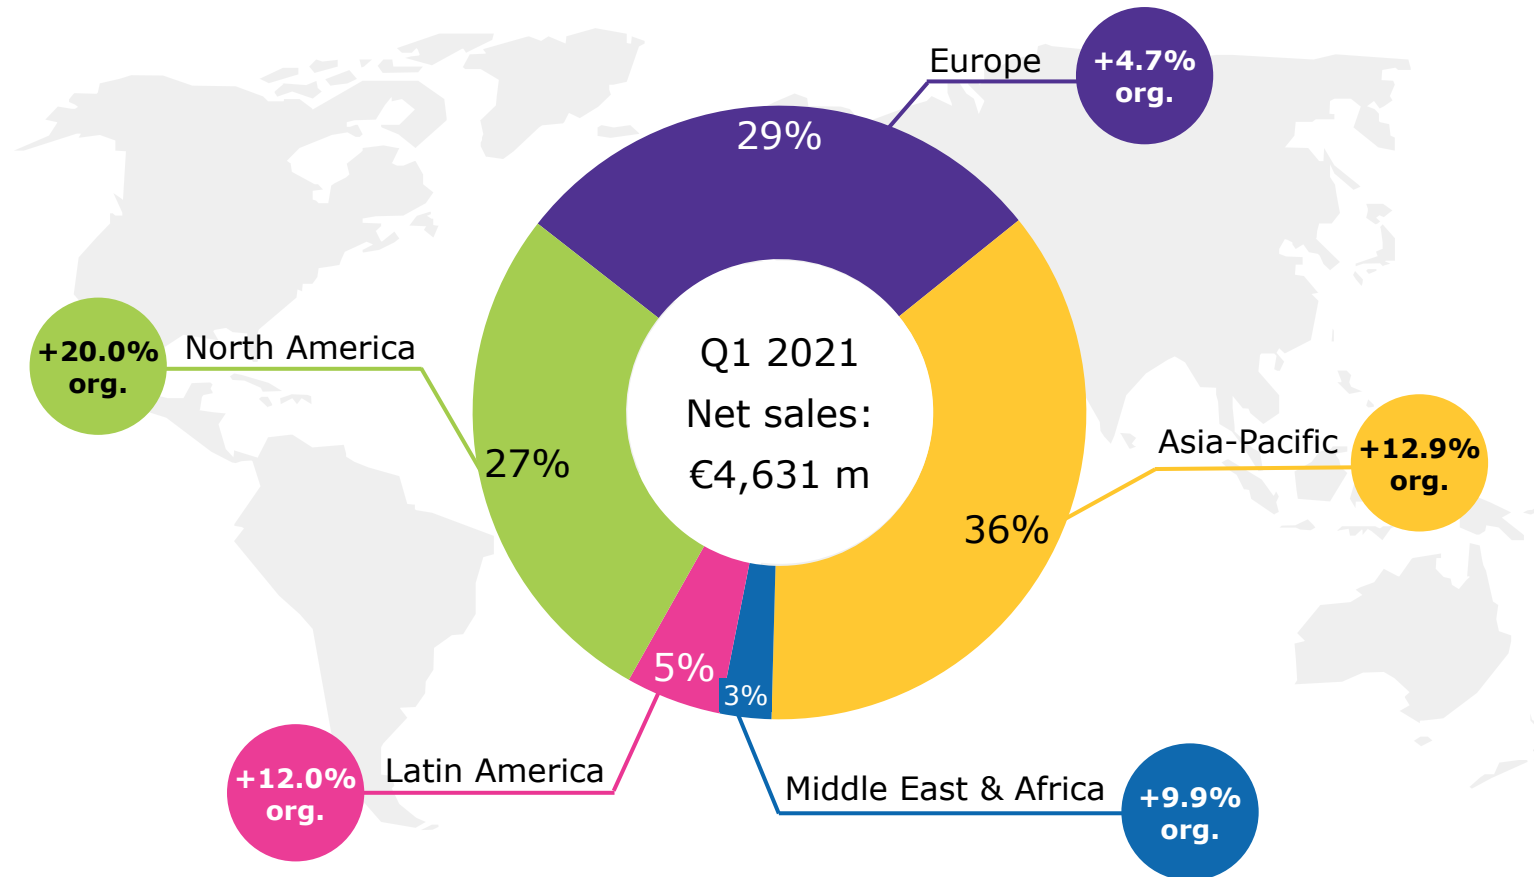 Europe
+4.7%
org.
29%
+20.0%
org.
North America
27%
Q1 2021
Net sales:
€4,631 m
Asia-Pacific
+12.9%
org.
36%
5%
3%
Latin America
+12.0%
org.
Middle East & Africa
+9.9%
org.